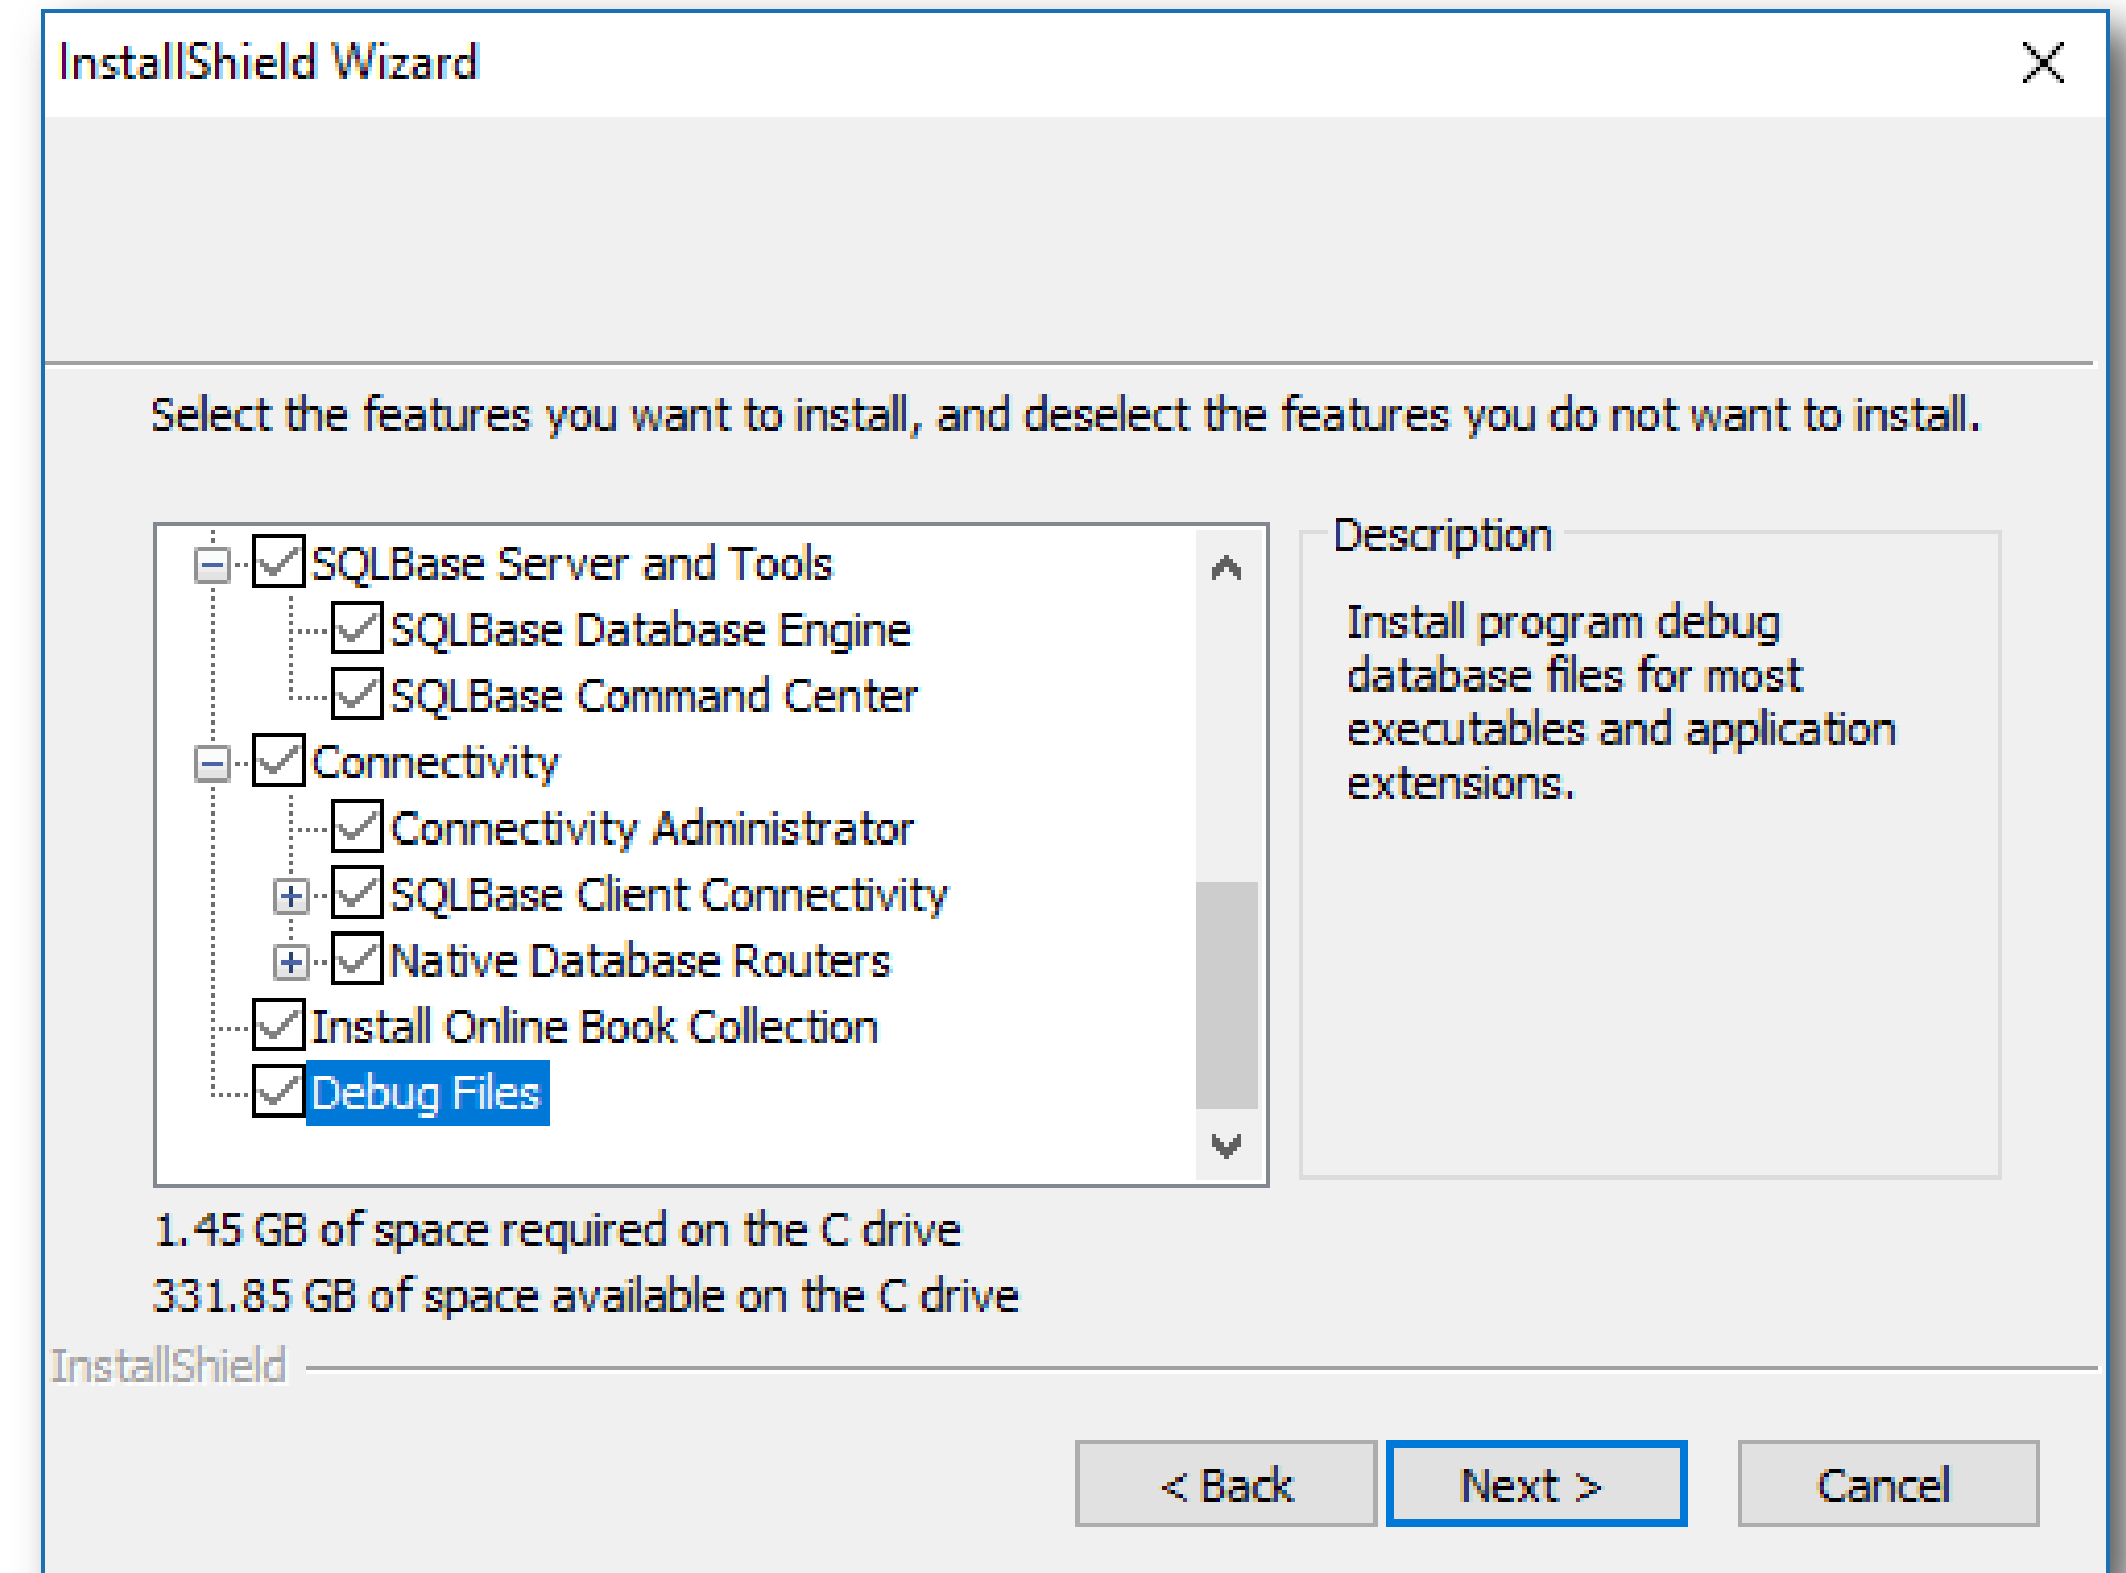 InstallShield Wizard
Select the features you want to install, and deselect the features you do not want to install.
SQLBase Server and Tools
SQLBase Database Engine
SQLBase Command Center
Connectivity
Connectivity Administrator
SQLBase Client Connectivity
Native Database Routers
Install Online Book Collection
Debug Files
Description
Install program debug
database files for most
executables and application
extensions.
1.45 GB of space required on the C drive
331.85 GB of space available on the C drive
InstallShield
< Back
Next >
Cancel